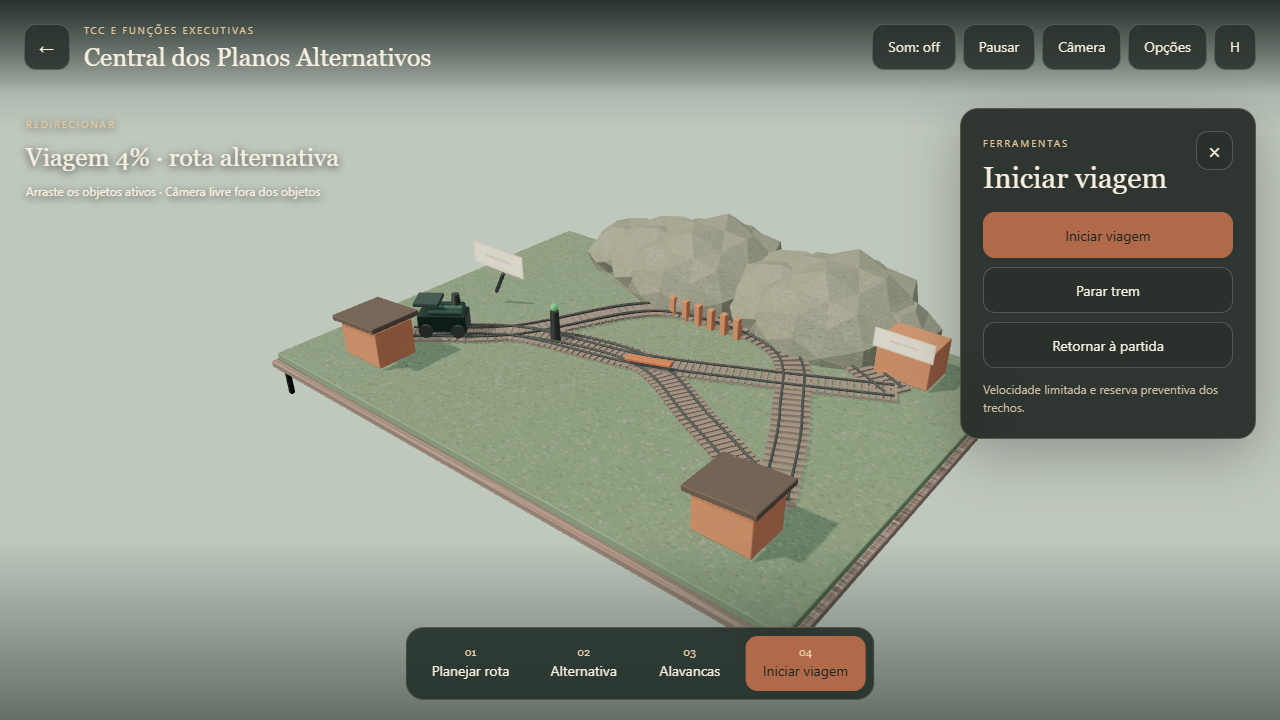 ←
TCC E FUNÇÕES EXECUTIVAS
Central dos Planos Alternativos
Som: off
Pausar
Câmera
Opções
H
REDIRECIONAR
Viagem 4% · rota alternativa
Arraste os objetos ativos · Câmera livre fora dos objetos
FERRAMENTAS
×
Iniciar viagem
Iniciar viagem
Parar trem
Retornar à partida
Velocidade limitada e reserva preventiva dos
trechos.
01
Planejar rota
02
Alternativa
03
Alavancas
04
Iniciar viagem